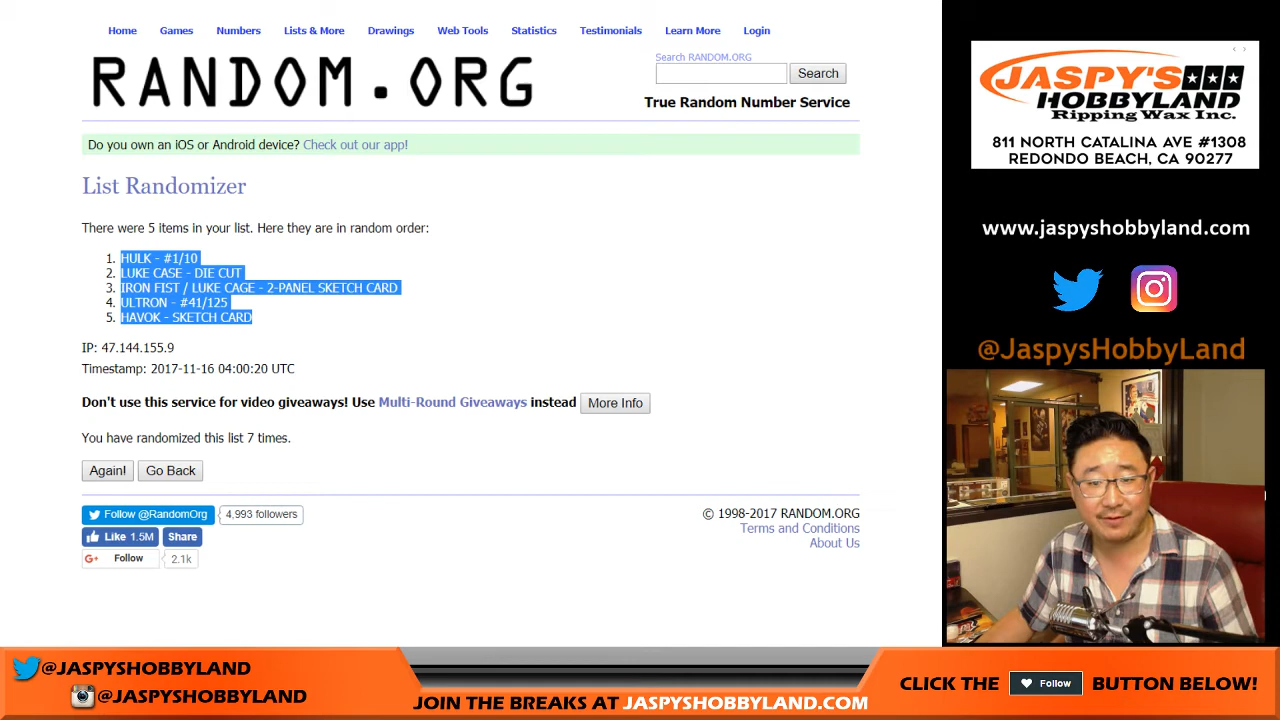 Home Games Numbers Lists & More Drawings Web Tools Statistics Testimonials Learn More Login
RANDOM.ORG
Search RANDOM.ORG
Search
True Random Number Service
Do you own an iOS or Android device? Check out our app!
List Randomizer
There were 5 items in your list. Here they are in random order:
1. HULK - #1/10
2. LUKE CASE - DIE CUT
3. IRON FIST / LUKE CAGE - 2-PANEL SKETCH CARD
4. ULTRON - #41/125
5. HAVOK - SKETCH CARD
IP: 47.144.155.9
Timestamp: 2017-11-16 04:00:20 UTC
Don't use this service for video giveaways! Use Multi-Round Giveaways instead More Info
You have randomized this list 7 times.
Again! Go Back
Follow @RandomOrg 4,993 followers
Like 1.5M Share
G+ Follow 2.1k
© 1998-2017 RANDOM.ORG
Terms and Conditions
About Us
JASPY'S
HOBBYLAND
Ripping Wax Inc.
811 NORTH CATALINA AVE #1308
REDONDO BEACH, CA 90277
www.jaspyshobbyland.com
@JaspysHobbyLand
@JASPYSHOBBYLAND
@JASPYSHOBBYLAND
JOIN THE BREAKS AT JASPYSHOBBYLAND.COM
CLICK THE Follow BUTTON BELOW!